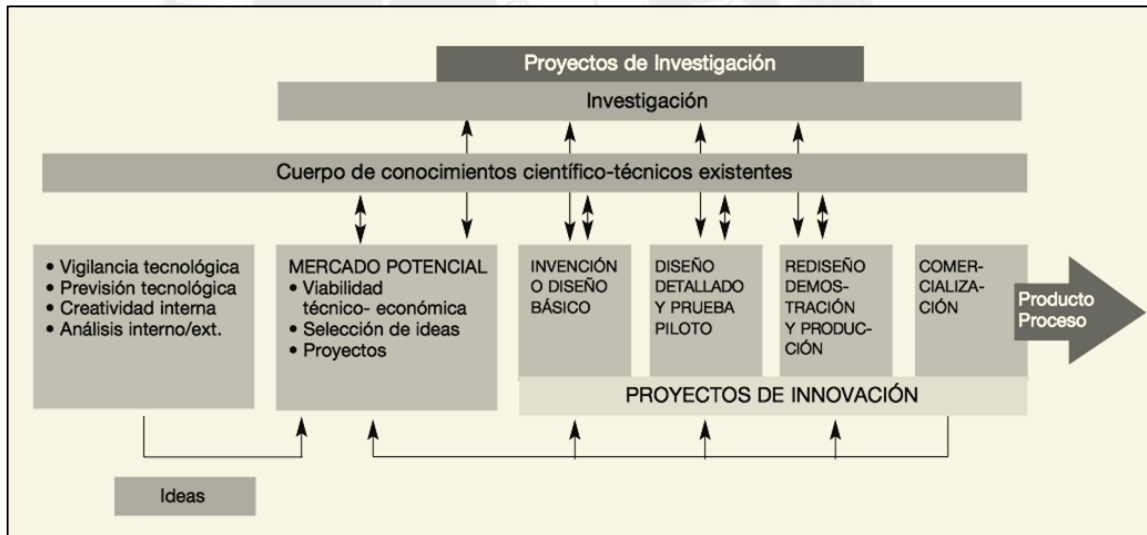 Proyectos de Investigación
Investigación
Cuerpo de conocimientos científico-técnicos existentes
• Vigilancia tecnológica
• Previsión tecnológica
• Creatividad interna
• Análisis interno/ext.
MERCADO POTENCIAL
• Viabilidad
técnico- económica
• Selección de ideas
• Proyectos
INVENCIÓN
O DISEÑO
BÁSICO
DISEÑO
DETALLADO
Y PRUEBA
PILOTO
REDISEÑO
DEMOS-
TRACIÓN
Y PRODUC-
CIÓN
COMER-
CIALIZA-
CIÓN
Producto
Proceso
PROYECTOS DE INNOVACIÓN
Ideas